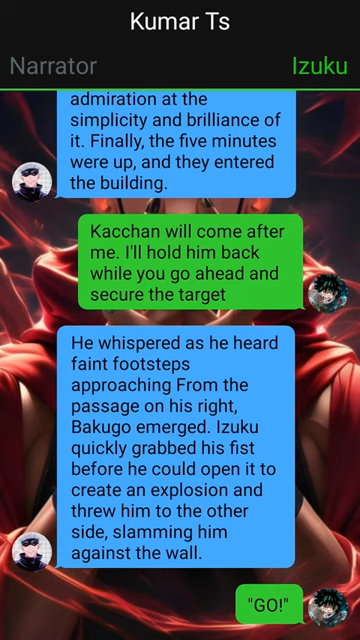 Kumar Ts
Narrator
Izuku
admiration at the
simplicity and brilliance of
it. Finally, the five minutes
were up, and they entered
the building.
Kacchan will come after
me. I'll hold him back
while you go ahead and
secure the target
He whispered as he heard
faint footsteps
approaching From the
passage on his right,
Bakugo emerged. Izuku
quickly grabbed his fist
before he could open it to
create an explosion and
threw him to the other
side, slamming him
against the wall.
"GO!"